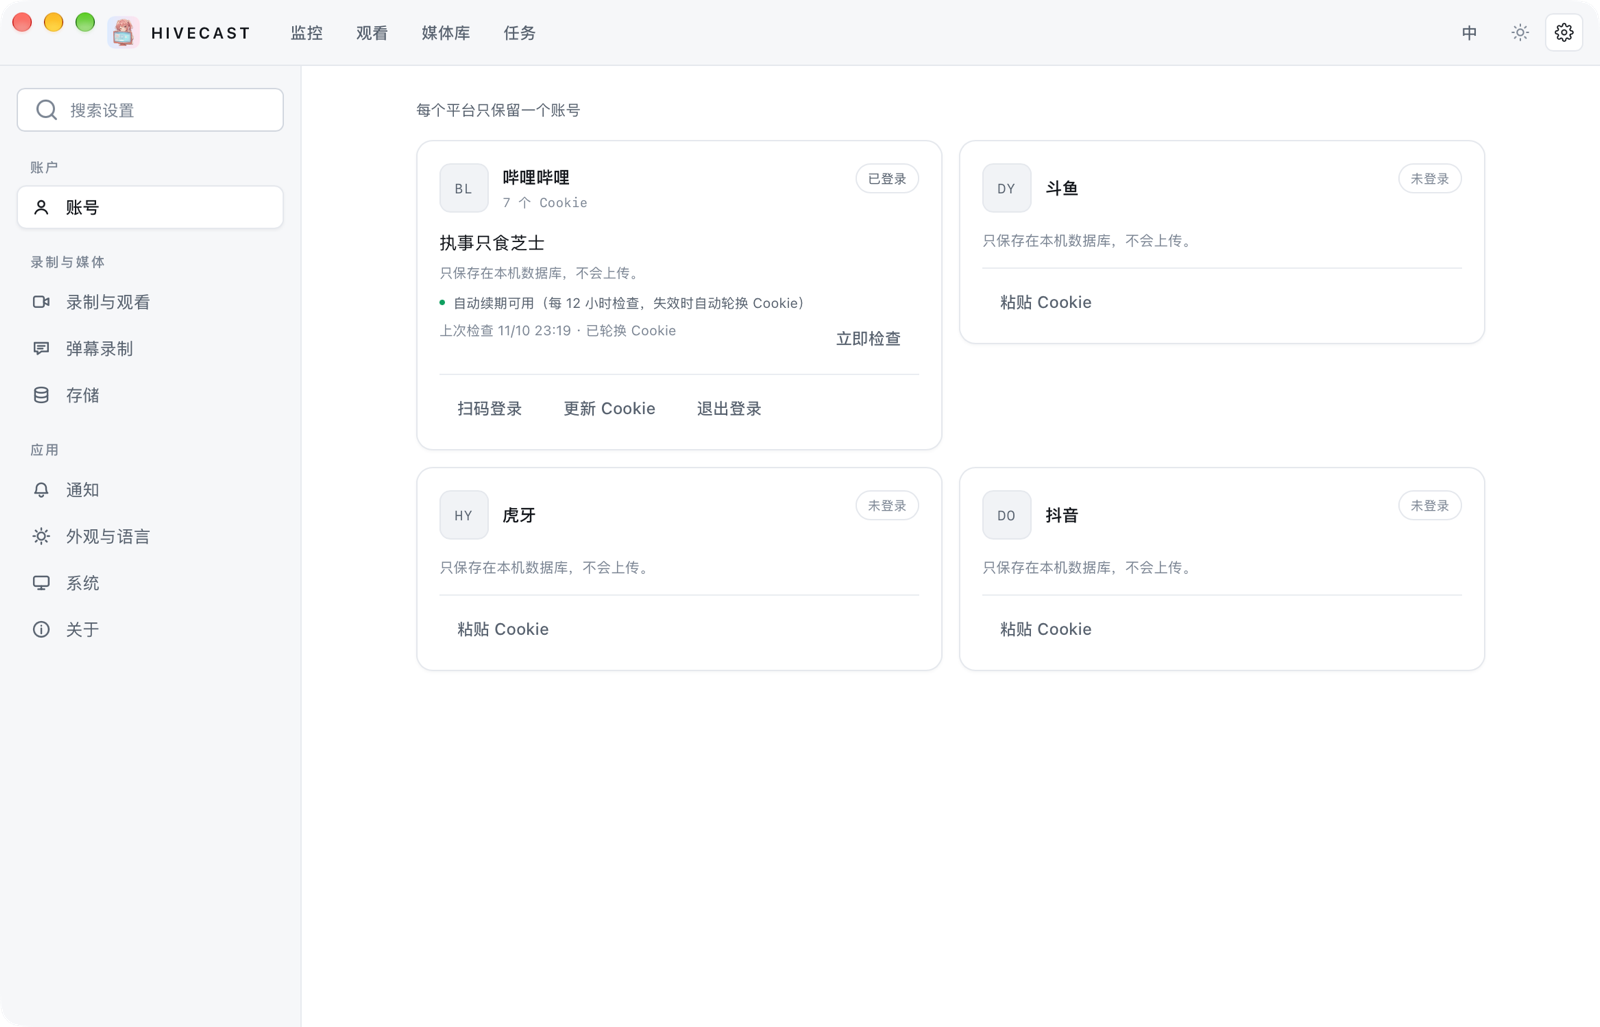 HIVECAST
监控
观看
媒体库
任务
中
搜索设置
账户
账号
录制与媒体
录制与观看
弹幕录制
存储
应用
通知
外观与语言
系统
关于
每个平台只保留一个账号
BL
哔哩哔哩
7 个 Cookie
已登录
执事只食芝士
只保存在本机数据库，不会上传。
自动续期可用（每 12 小时检查，失效时自动轮换 Cookie）
上次检查 11/10 23:19 · 已轮换 Cookie
立即检查
扫码登录
更新 Cookie
退出登录
DY
斗鱼
未登录
只保存在本机数据库，不会上传。
粘贴 Cookie
HY
虎牙
未登录
只保存在本机数据库，不会上传。
粘贴 Cookie
DO
抖音
未登录
只保存在本机数据库，不会上传。
粘贴 Cookie